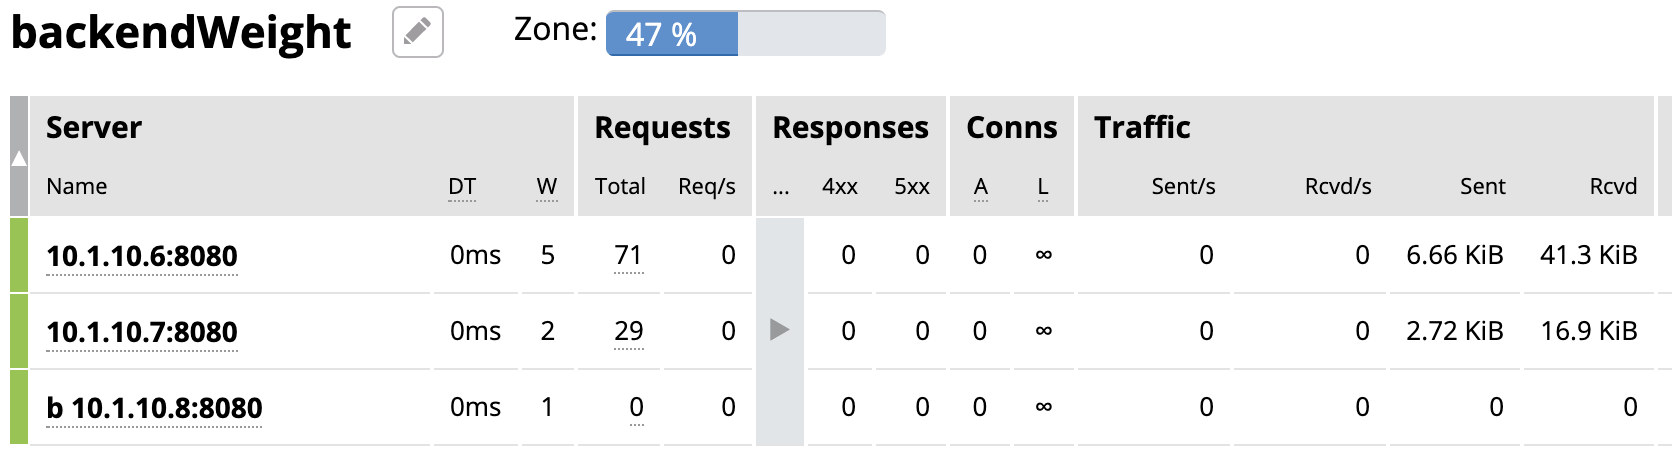 backendWeight Zone: 47 %
Server Requests Responses Conns Traffic
Name DT W Total Req/s ... 4xx 5xx A L Sent/s Rcvd/s Sent Rcvd
10.1.10.6:8080 0ms 5 71 0 0 0 0 ∞ 0 0 6.66 KiB 41.3 KiB
10.1.10.7:8080 0ms 2 29 0 0 0 0 ∞ 0 0 2.72 KiB 16.9 KiB
b 10.1.10.8:8080 0ms 1 0 0 0 0 0 ∞ 0 0 0 0